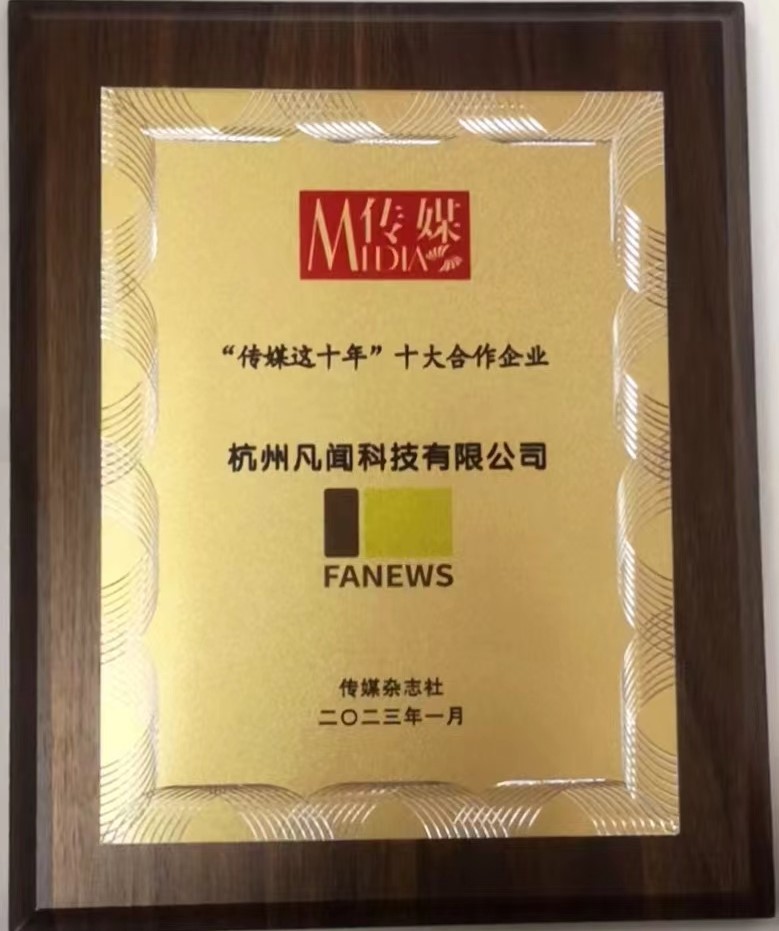 传媒
MEDIA
“传媒这十年”十大合作企业
杭州凡闻科技有限公司
FANEWS
传媒杂志社
二〇二三年一月